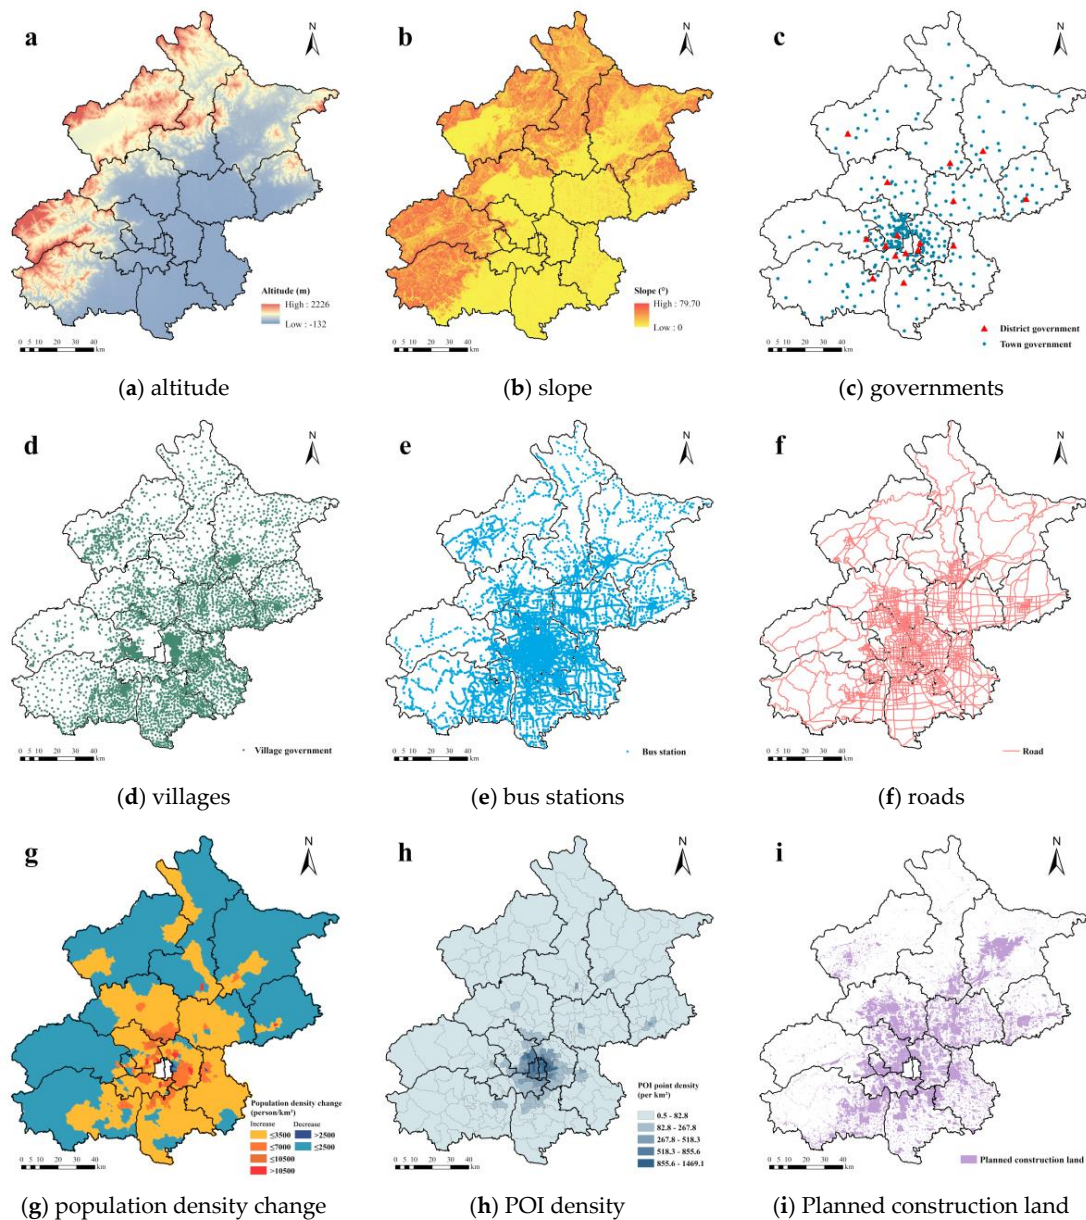 a
N
Altitude (m)
High : 2226
Low : -132
0 5 10 20 30 40
km
(a) altitude
b
N
Slope (°)
High : 79.70
Low : 0
0 5 10 20 30 40
km
(b) slope
c
N
District government
Town government
0 5 10 20 30 40
km
(c) governments
d
N
Village government
0 5 10 20 30 40
km
(d) villages
e
N
Bus station
0 5 10 20 30 40
km
(e) bus stations
f
N
Road
0 5 10 20 30 40
km
(f) roads
g
N
Population density change
(person/km²)
Increase Decrease
≤3500 >2500
≤7000 ≤2500
≤10500
>10500
0 5 10 20 30 40
km
(g) population density change
h
N
POI point density
(per km²)
0.5 - 82.8
82.8 - 267.8
267.8 - 518.3
518.3 - 855.6
855.6 - 1469.1
0 5 10 20 30 40
km
(h) POI density
i
N
Planned construction land
0 5 10 20 30 40
km
(i) Planned construction land